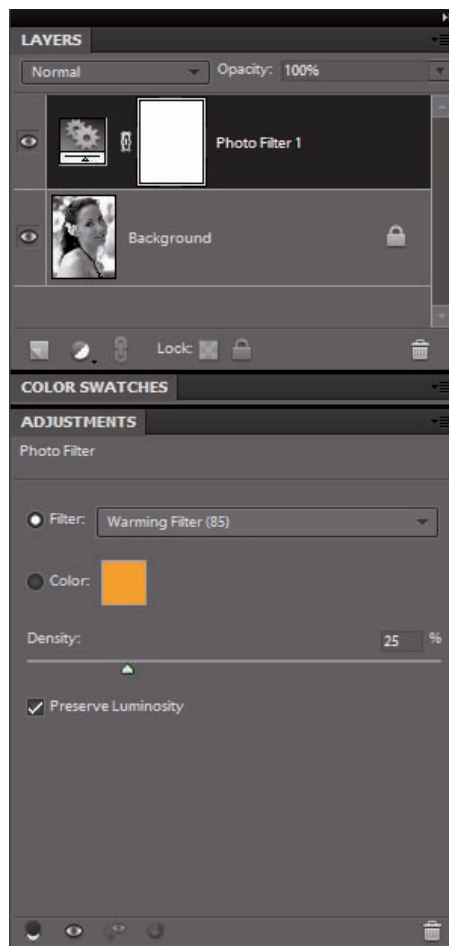 LAYERS
Normal Opacity: 100%
Photo Filter 1
Background
Lock:
COLOR SWATCHES
ADJUSTMENTS
Photo Filter
Filter: Warming Filter (85)
Color:
Density: 25 %
Preserve Luminosity